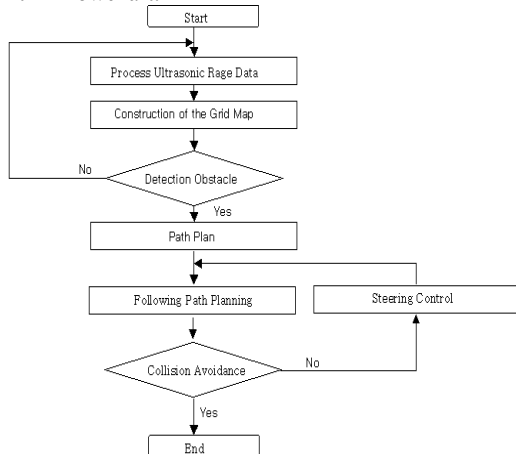 Start
Process Ultrasonic Rage Data
Construction of the Grid Map
No
Detection Obstacle
Yes
Path Plan
Following Path Planning
Steering Control
Collision Avoidance
No
Yes
End